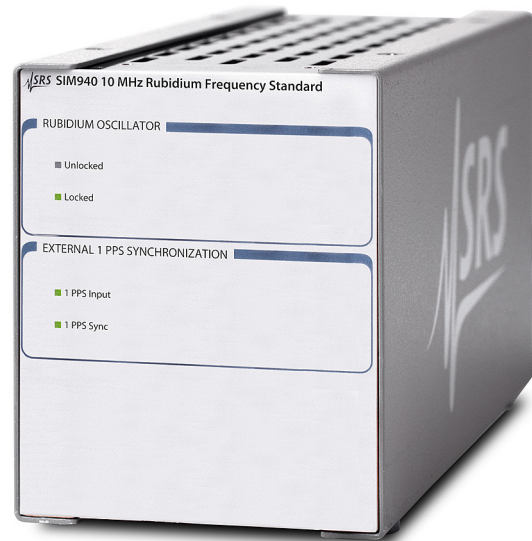 SRS SIM940 10 MHz Rubidium Frequency Standard
RUBIDIUM OSCILLATOR
Unlocked
Locked
EXTERNAL 1 PPS SYNCHRONIZATION
1 PPS Input
1 PPS Sync
SRS